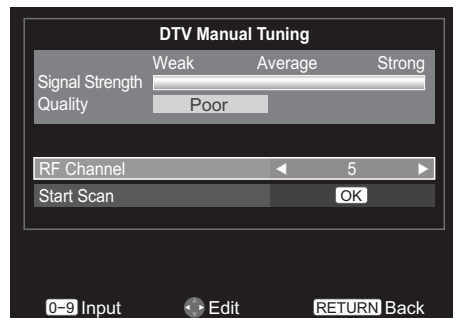 DTV Manual Tuning
Weak Average Strong
Signal Strength
Quality Poor
RF Channel 5
Start Scan OK
0–9 Input Edit RETURN Back